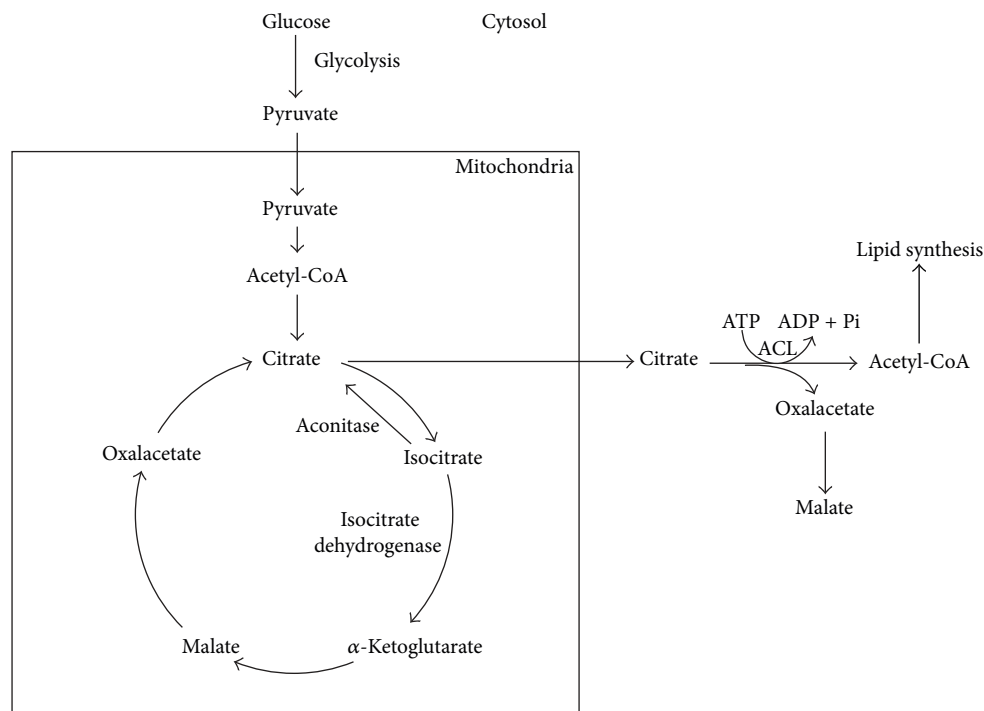 Glucose
Cytosol
Glycolysis
Pyruvate
Mitochondria
Pyruvate
Acetyl-CoA
Citrate
Aconitase
Isocitrate
Isocitrate
dehydrogenase
α-Ketoglutarate
Malate
Oxalacetate
Citrate
ATP
ADP + Pi
ACL
Acetyl-CoA
Lipid synthesis
Oxalacetate
Malate